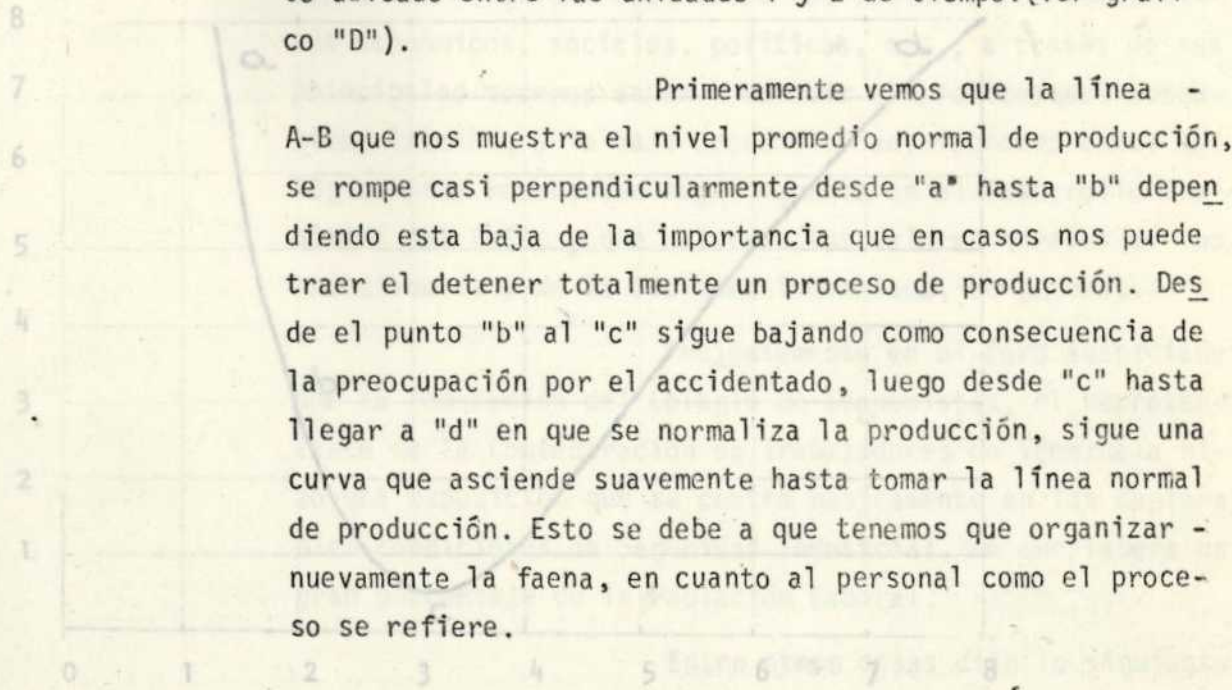 co "D").
Primeramente vemos que la línea -
A-B que nos muestra el nivel promedio normal de producción,
se rompe casi perpendicularmente desde "a" hasta "b" depen
diendo esta baja de la importancia que en casos nos puede
traer el detener totalmente un proceso de producción. Des
de el punto "b" al "c" sigue bajando como consecuencia de
la preocupación por el accidentado, luego desde "c" hasta
llegar a "d" en que se normaliza la producción, sigue una
curva que asciende suavemente hasta tomar la línea normal
de producción. Esto se debe a que tenemos que organizar -
nuevamente la faena, en cuanto al personal como el proce-
so se refiere.
8
7
6
5
4
3
2
1
0 1 2 3 4 5 6 7 8